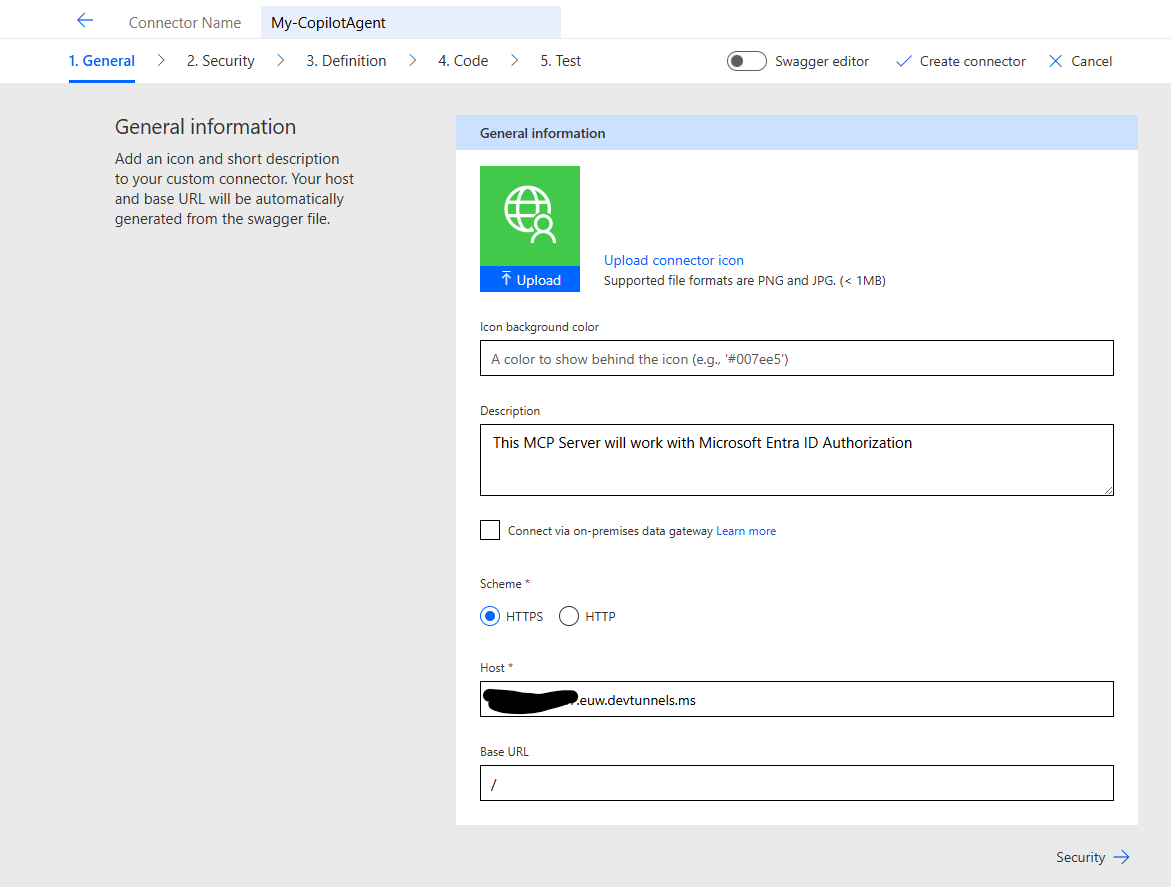 Connector Name
My-CopilotAgent
1. General
2. Security
3. Definition
4. Code
5. Test
Swagger editor
Create connector
Cancel
General information
Add an icon and short description
to your custom connector. Your host
and base URL will be automatically
generated from the swagger file.
General information
Upload
Upload connector icon
Supported file formats are PNG and JPG. (< 1MB)
Icon background color
A color to show behind the icon (e.g., '#007ee5')
Description
This MCP Server will work with Microsoft Entra ID Authorization
Connect via on-premises data gateway Learn more
Scheme *
HTTPS
HTTP
Host *
.euw.devtunnels.ms
Base URL
/
Security